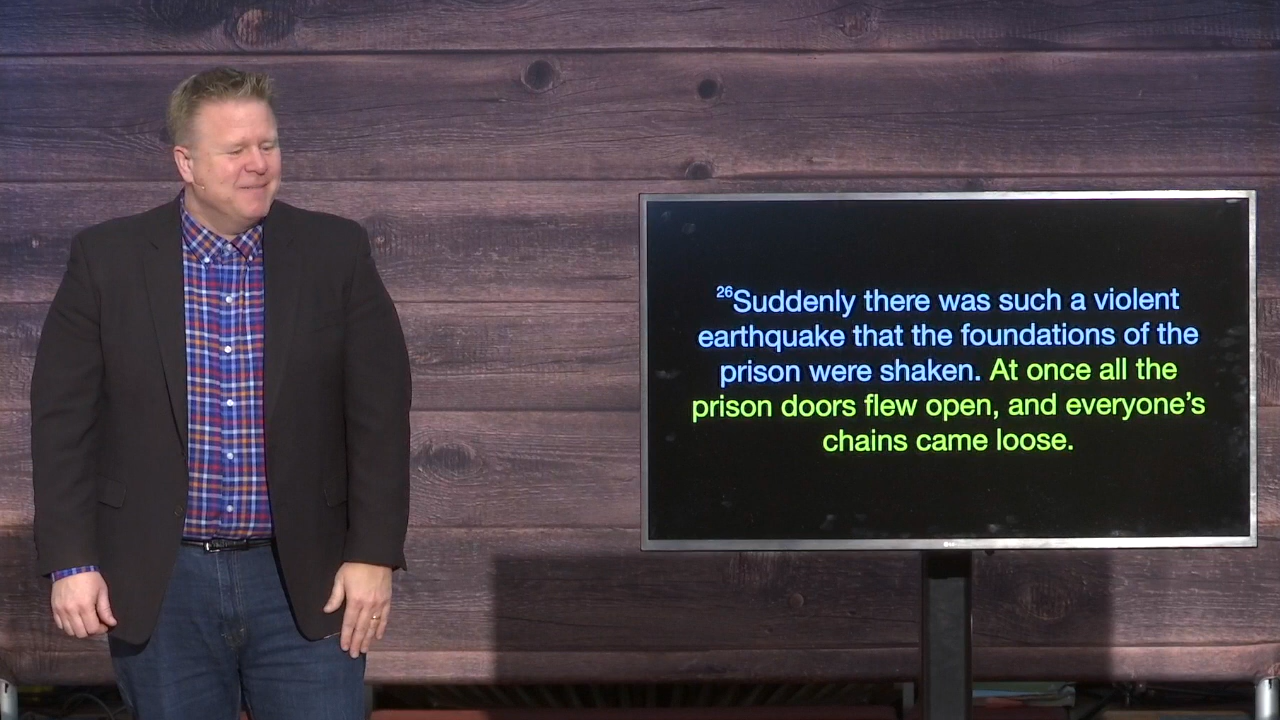 ²⁶Suddenly there was such a violent
earthquake that the foundations of the
prison were shaken. At once all the
prison doors flew open, and everyone’s
chains came loose.